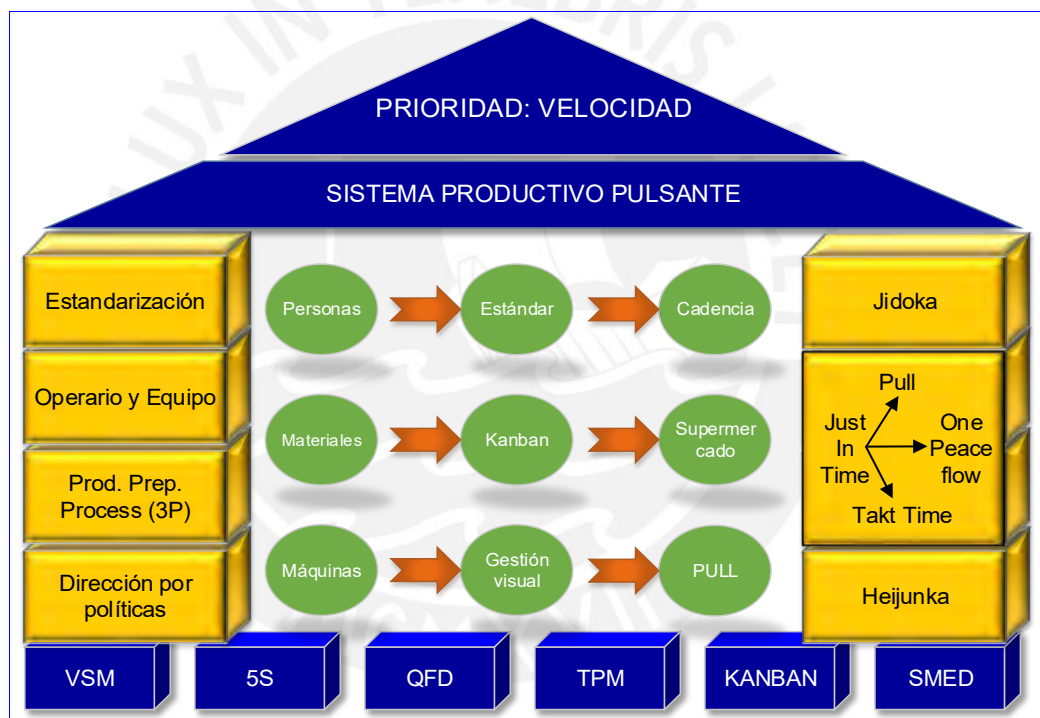 PRIORIDAD: VELOCIDAD
SISTEMA PRODUCTIVO PULSANTE
Estandarización
Operario y Equipo
Prod. Prep.
Process (3P)
Dirección por
políticas
Personas
Estándar
Cadencia
Materiales
Kanban
Supermer
cado
Máquinas
Gestión
visual
PULL
Jidoka
Pull
Just
In
Time
One
Peace
flow
Takt Time
Heijunka
VSM
5S
QFD
TPM
KANBAN
SMED